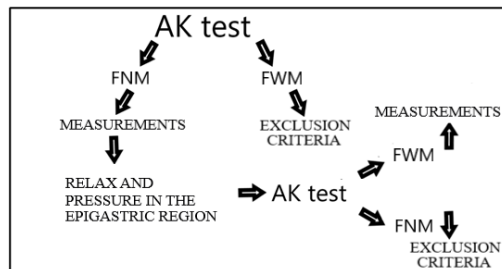 AK test
FNM
FWM
MEASUREMENTS
EXCLUSION
CRITERIA
RELAX AND
PRESSURE IN THE
EPIGASTRIC REGION
AK test
MEASUREMENTS
FWM
FNM
EXCLUSION
CRITERIA